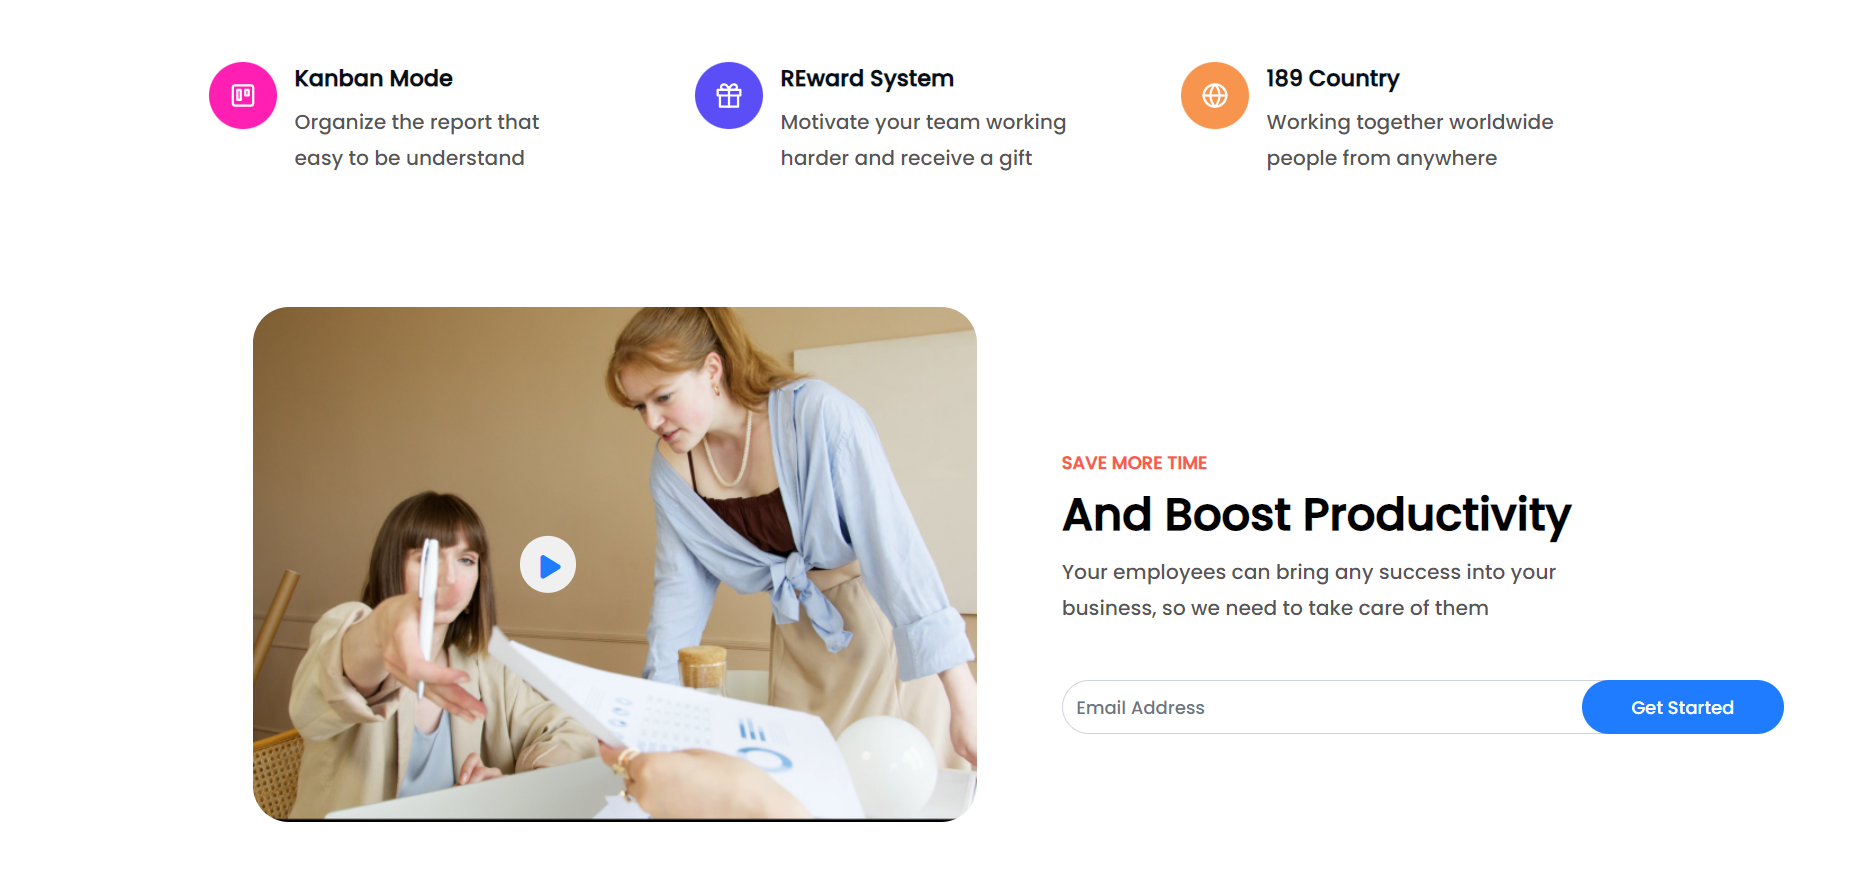 Kanban Mode
Organize the report that
easy to be understand
REward System
Motivate your team working
harder and receive a gift
189 Country
Working together worldwide
people from anywhere
SAVE MORE TIME
And Boost Productivity
Your employees can bring any success into your
business, so we need to take care of them
Email Address
Get Started